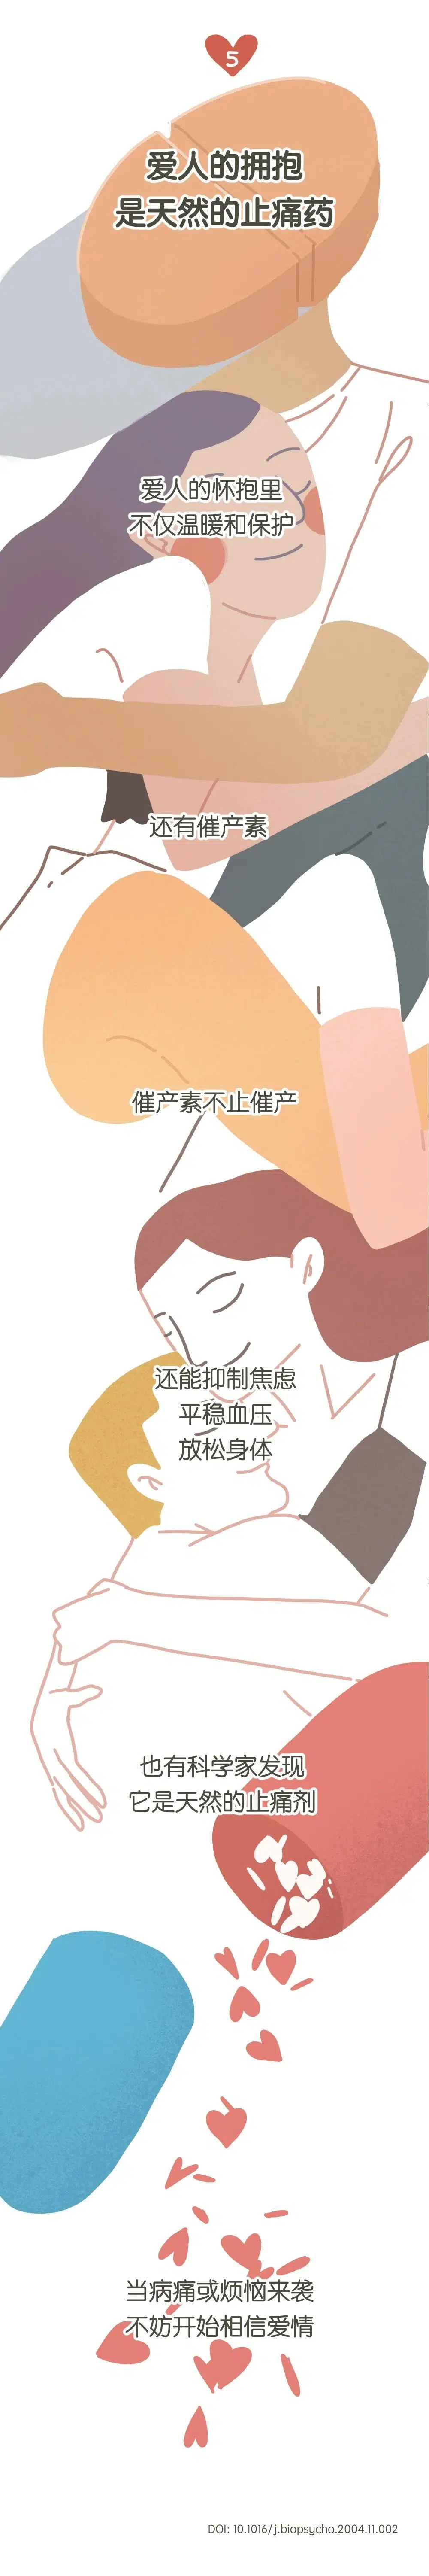 5
爱人的拥抱
是天然的止痛药
爱人的怀抱里
不仅温暖和保护
还有催产素
催产素不止催产
还能抑制焦虑
平稳血压
放松身体
也有科学家发现
它是天然的止痛剂
当病痛或烦恼来袭
不妨开始相信爱情
DOI: 10.1016/j.biopsycho.2004.11.002